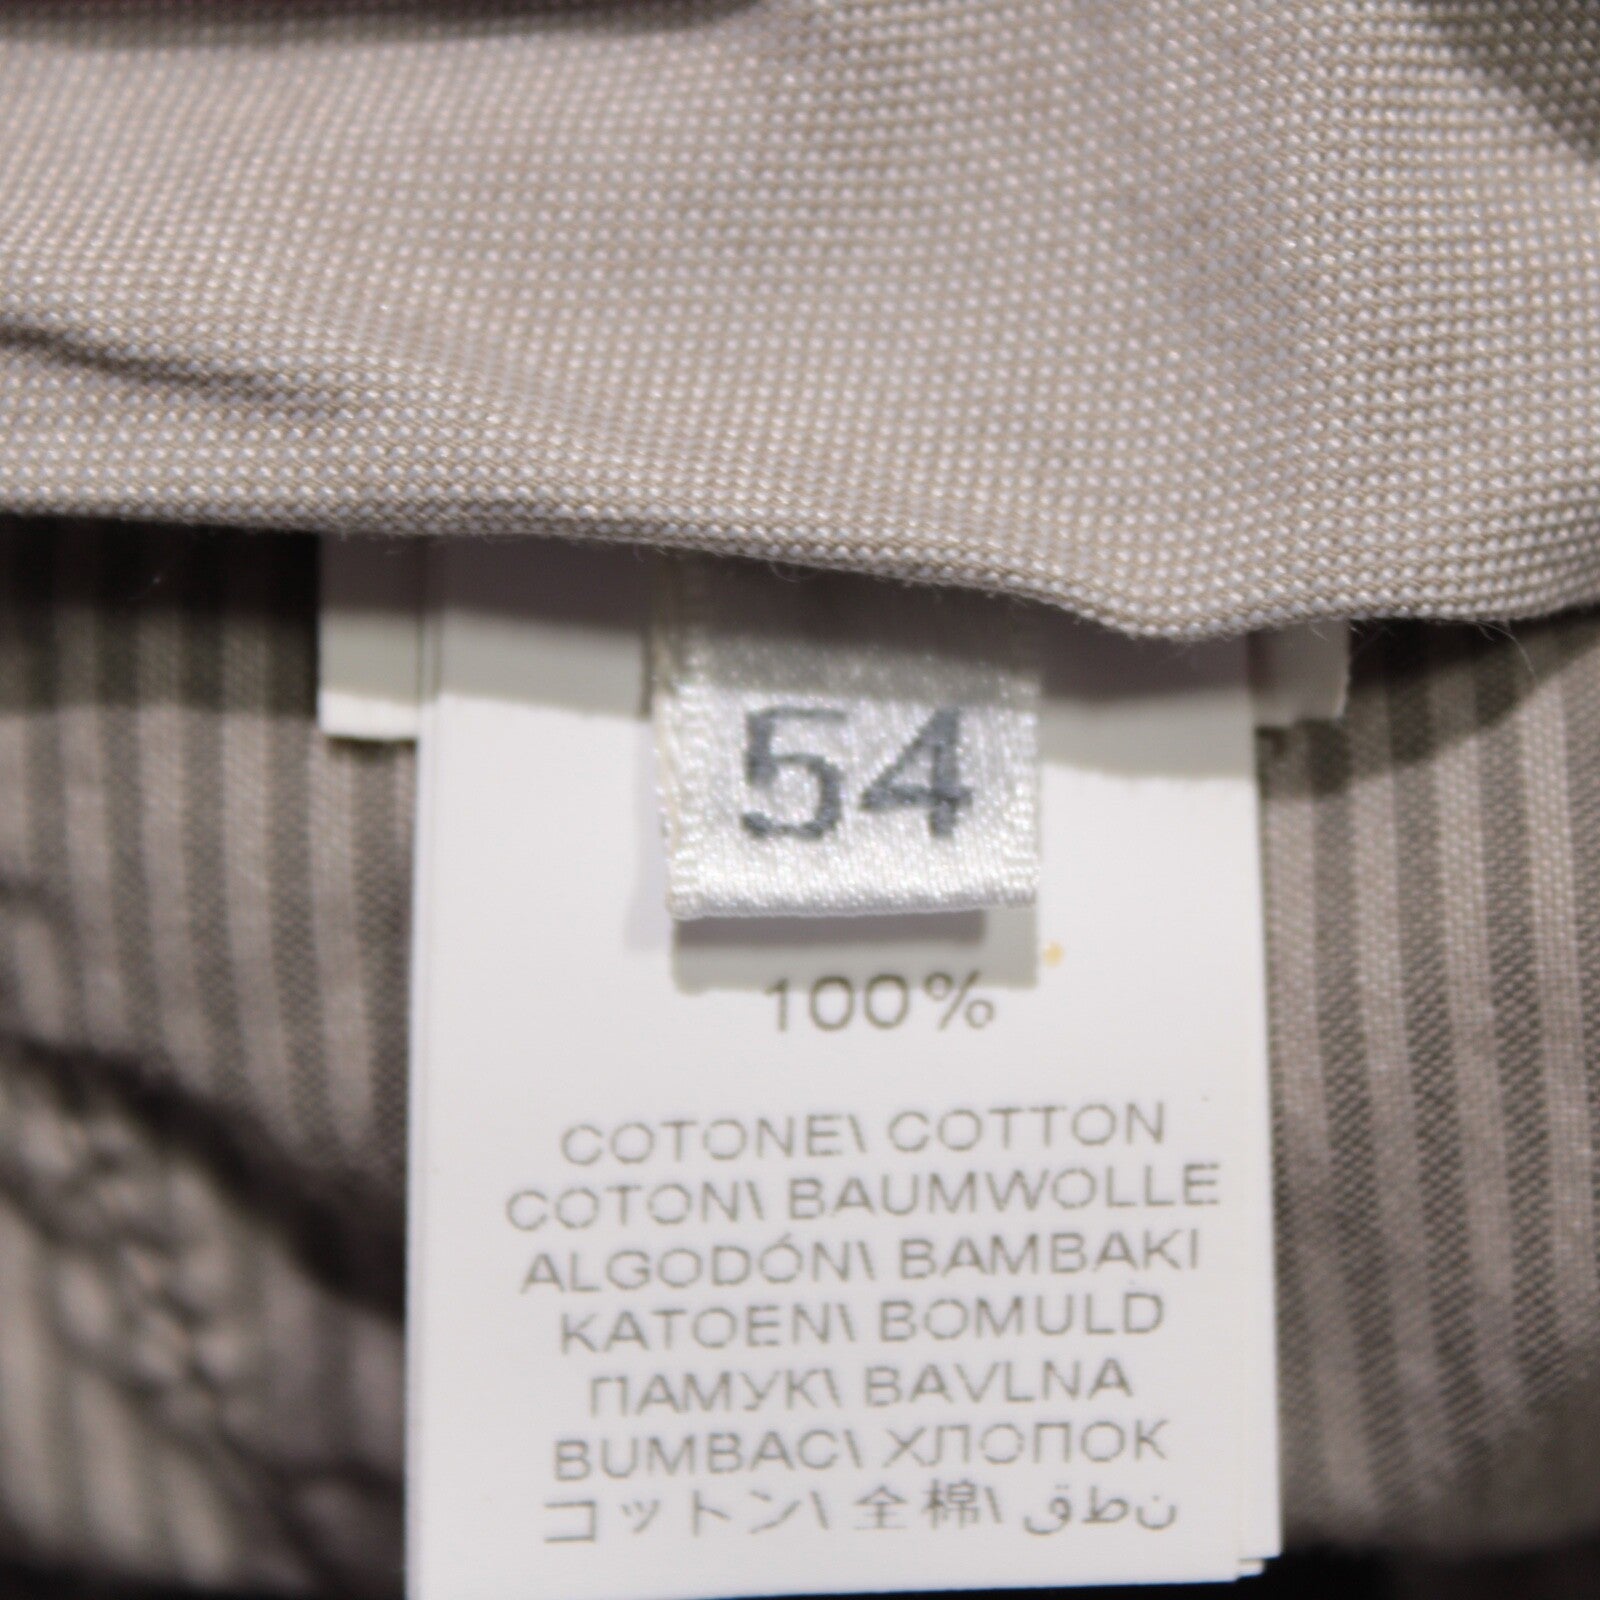 54
100%
COTONE\ COTTON
COTON\ BAUMWOLLE
ALGODÓN\ BAMBAKI
KATOEN\ BOMULD
ПАМУК\ BAVLNA
BUMBAC\ ХЛОПОК
コットン\ 全棉\ قطن